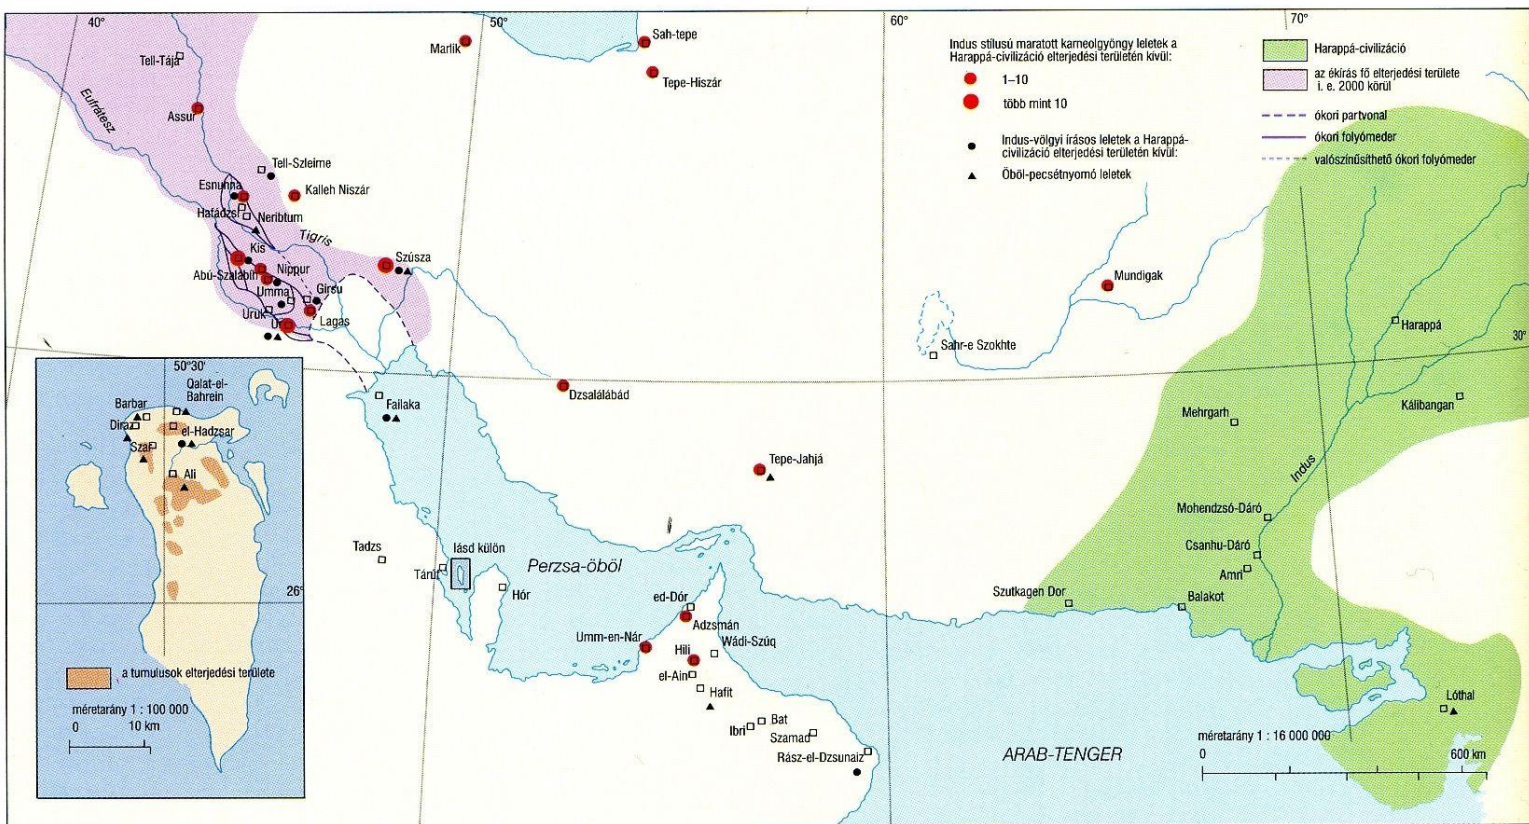 40°
50°
60°
70°
Tell-Tája
Eufrátesz
Assur
Marlik
Sah-tepe
Tepe-Hiszár
Indus stílusú maratott karneolgyöngy leletek a
Harappá-civilizáció elterjedési területén kívül:
1–10
több mint 10
Indus-völgyi írásos leletek a Harappá-
civilizáció elterjedési területén kívül:
Öböl-pecsétnyomó leletek
Harappá-civilizáció
az ékírás fő elterjedési területe
i. e. 2000 körül
ókori partvonal
ókori folyómeder
valószínűsíthető ókori folyómeder
Tell-Szleime
Esnunna
Kalleh Niszár
Hafádzsi
Neribtum
Tigris
Kis
Szúsza
Abú-Szalabíh
Nippur
Umma
Girsu
Uruk
Ur
Lagas
Mundigak
Harappá
Sahr-e Szokhte
30°
50°30'
Qalat-el-
Bahrein
Barbar
Diraz
el-Hadzsar
Szar
Ali
26°
a tumulusok elterjedési területe
méretarány 1 : 100 000
0
10 km
Failaka
Dzsalálábád
Mehrgarh
Kálibangan
Tepe-Jahjá
Indus
Mohendzsó-Dáró
Csanhu-Dáró
Amri
Tadzs
lásd külön
Tárút
Perzsa-öböl
Hór
ed-Dór
Szutkagen Dor
Balakot
Adzsmán
Umm-en-Nár
Wádi-Szúq
Hili
el-Ain
Hafit
Lóthal
Bat
Ibri
Szamad
Rász-el-Dzsunaiz
ARAB-TENGER
méretarány 1 : 16 000 000
0
600 km